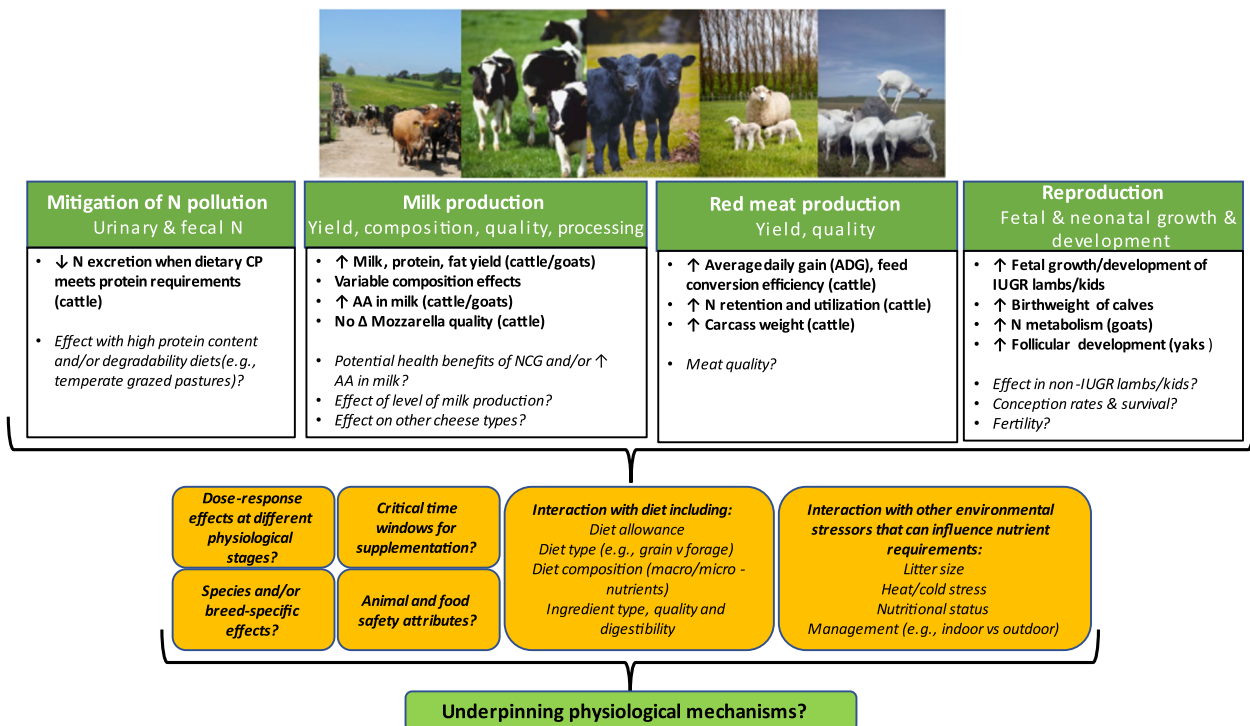 Mitigation of N pollution
Urinary & fecal N
• ↓ N excretion when dietary CP
meets protein requirements
(cattle)
• Effect with high protein content
and/or degradability diets(e.g.,
temperate grazed pastures)?
Milk production
Yield, composition, quality, processing
• ↑ Milk, protein, fat yield (cattle/goats)
• Variable composition effects
• ↑ AA in milk (cattle/goats)
• No Δ Mozzarella quality (cattle)
• Potential health benefits of NCG and/or ↑
AA in milk?
• Effect of level of milk production?
• Effect on other cheese types?
Red meat production
Yield, quality
• ↑ Average daily gain (ADG), feed
conversion efficiency (cattle)
• ↑ N retention and utilization (cattle)
• ↑ Carcass weight (cattle)
• Meat quality?
Reproduction
Fetal & neonatal growth &
development
• ↑ Fetal growth/development of
IUGR lambs/kids
• ↑ Birthweight of calves
• ↑ N metabolism (goats)
• ↑ Follicular development (yaks )
• Effect in non-IUGR lambs/kids?
• Conception rates & survival?
• Fertility?
Dose-response
effects at different
physiological
stages?
Critical time
windows for
supplementation?
Species and/or
breed-specific
effects?
Animal and food
safety attributes?
Interaction with diet including:
Diet allowance
Diet type (e.g., grain v forage)
Diet composition (macro/micro -
nutrients)
Ingredient type, quality and
digestibility
Interaction with other environmental
stressors that can influence nutrient
requirements:
Litter size
Heat/cold stress
Nutritional status
Management (e.g., indoor vs outdoor)
Underpinning physiological mechanisms?